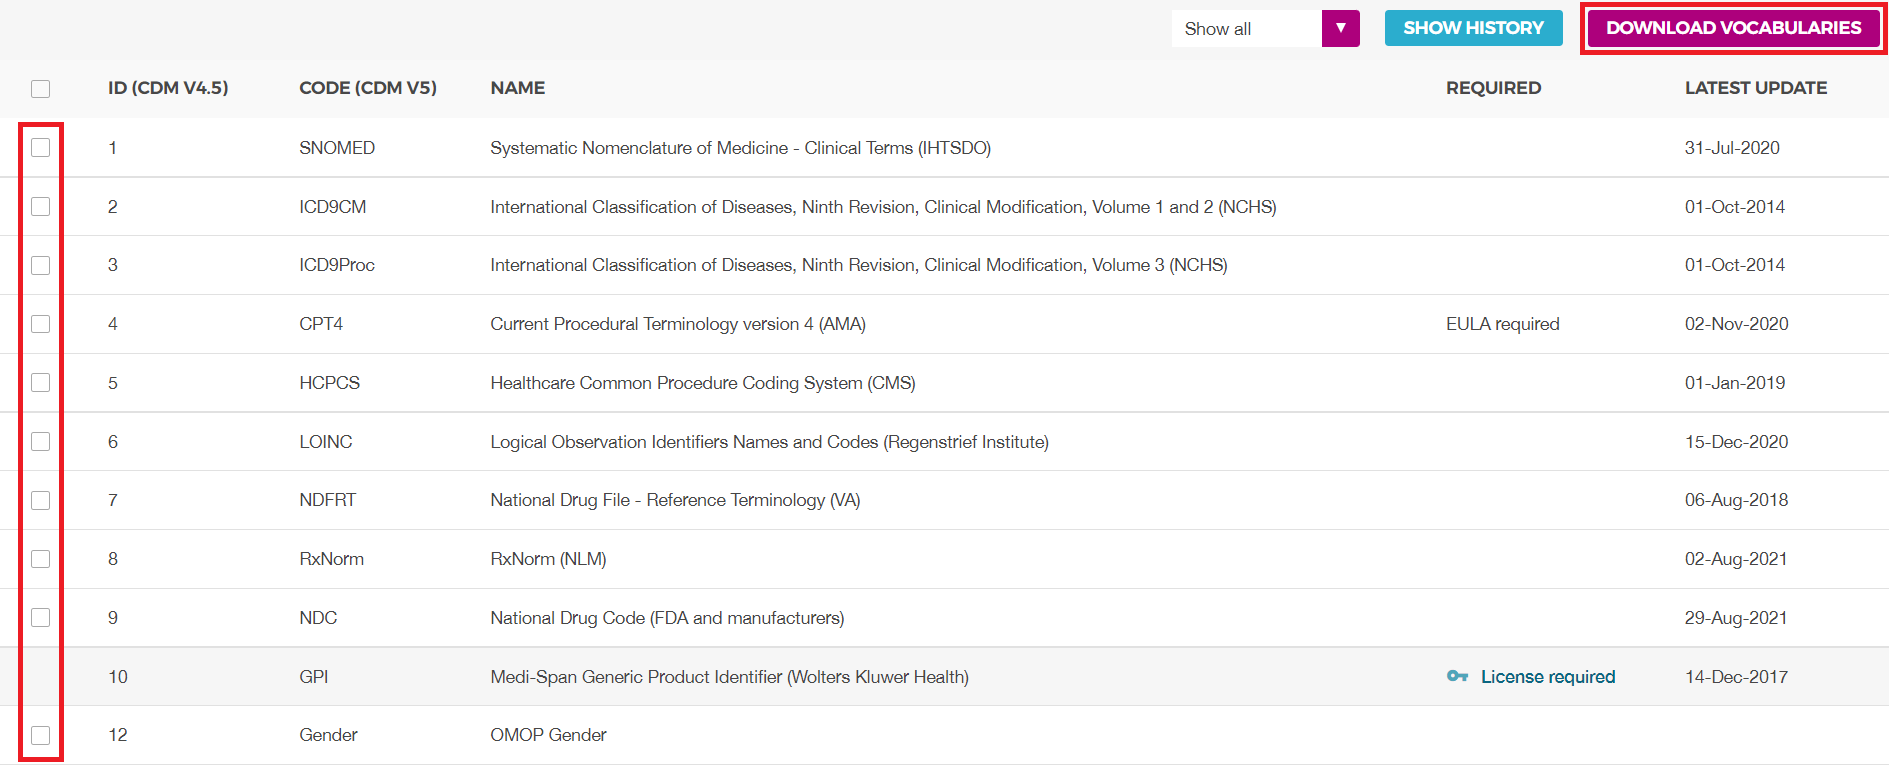 Show all ▼ SHOW HISTORY DOWNLOAD VOCABULARIES
ID (CDM V4.5) CODE (CDM V5) NAME REQUIRED LATEST UPDATE
1 SNOMED Systematic Nomenclature of Medicine - Clinical Terms (IHTSDO) 31-Jul-2020
2 ICD9CM International Classification of Diseases, Ninth Revision, Clinical Modification, Volume 1 and 2 (NCHS) 01-Oct-2014
3 ICD9Proc International Classification of Diseases, Ninth Revision, Clinical Modification, Volume 3 (NCHS) 01-Oct-2014
4 CPT4 Current Procedural Terminology version 4 (AMA) EULA required 02-Nov-2020
5 HCPCS Healthcare Common Procedure Coding System (CMS) 01-Jan-2019
6 LOINC Logical Observation Identifiers Names and Codes (Regenstrief Institute) 15-Dec-2020
7 NDFRT National Drug File - Reference Terminology (VA) 06-Aug-2018
8 RxNorm RxNorm (NLM) 02-Aug-2021
9 NDC National Drug Code (FDA and manufacturers) 29-Aug-2021
10 GPI Medi-Span Generic Product Identifier (Wolters Kluwer Health) License required 14-Dec-2017
12 Gender OMOP Gender